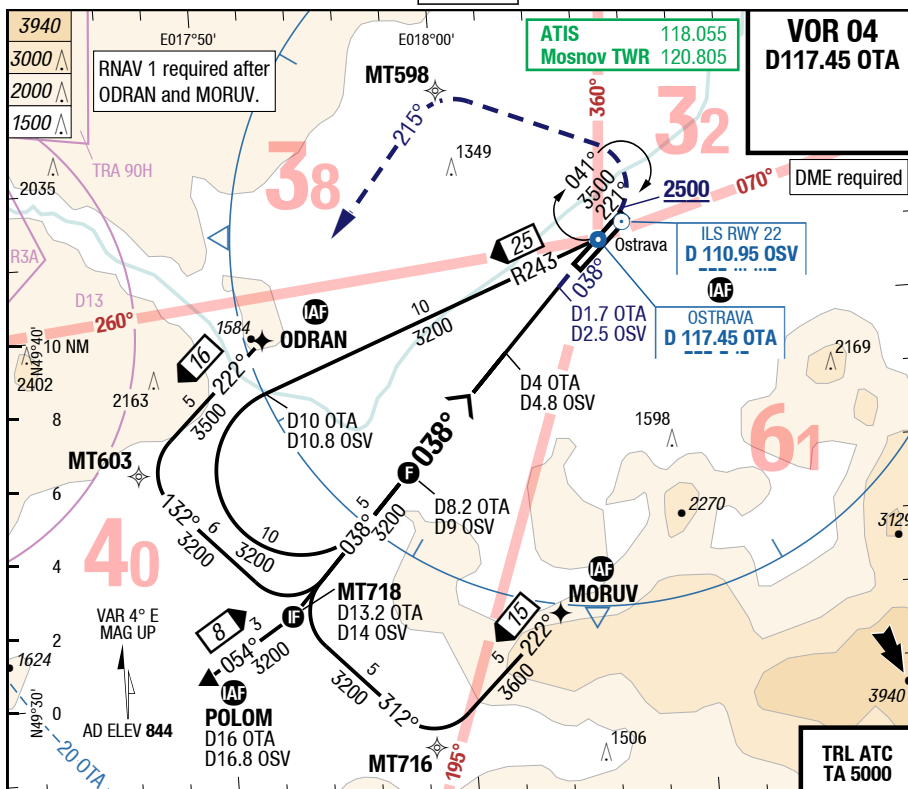 3940
3000
2000
1500
E017°50'
E018°00'
RNAV 1 required after
ODRAN and MORUV.
ATIS 118.055
Mosnov TWR 120.805
VOR 04
D117.45 OTA
DME required
MT598
215°
360°
32
38
1349
TRA 90H
2035
R3A
D13
041°
3500
221°
2500
070°
Ostrava
ILS RWY 22
D 110.95 OSV
IAF
OSTRAVA
D 117.45 OTA
25
R243
038°
D1.7 OTA
D2.5 OSV
10
3200
260°
IAF
1584
ODRAN
N49°40'
10 NM
2402
2163
16
222°
5
3500
D10 OTA
D10.8 OSV
D4 OTA
D4.8 OSV
2169
1598
61
2270
3129
8
6
4
2
0
MT603
132°
6
3200
10
3200
038°
F
D8.2 OTA
D9 OSV
5
038°
3200
40
MT718
D13.2 OTA
D14 OSV
IF
8
3
054°
3200
IAF
POLOM
D16 OTA
D16.8 OSV
IAF
MORUV
15
222°
5
3600
5
3200
312°
MT716
195°
1506
VAR 4° E
MAG UP
AD ELEV 844
1624
N49°30'
20 OTA
3940
TRL ATC
TA 5000